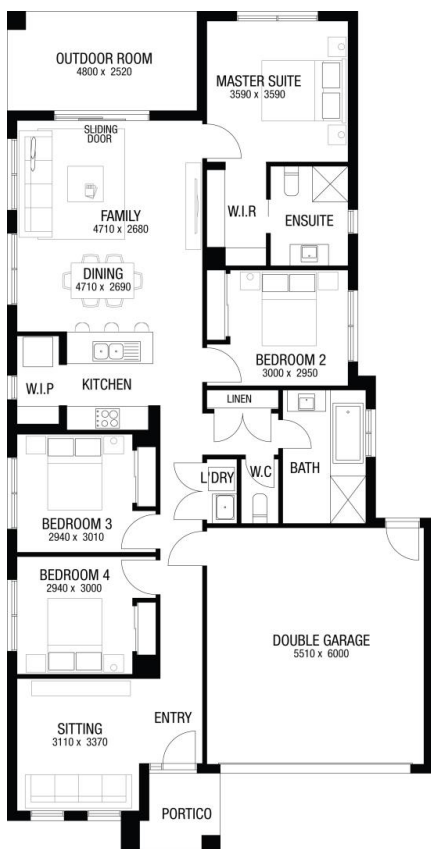 OUTDOOR ROOM
4800 x 2520
MASTER SUITE
3590 x 3590
SLIDING
DOOR
W.I.R
ENSUITE
FAMILY
4710 x 2680
DINING
4710 x 2690
BEDROOM 2
3000 x 2950
W.I.P
KITCHEN
LINEN
L'DRY
W.C
BATH
BEDROOM 3
2940 x 3010
BEDROOM 4
2940 x 3000
DOUBLE GARAGE
5510 x 6000
SITTING
3110 x 3370
ENTRY
PORTICO